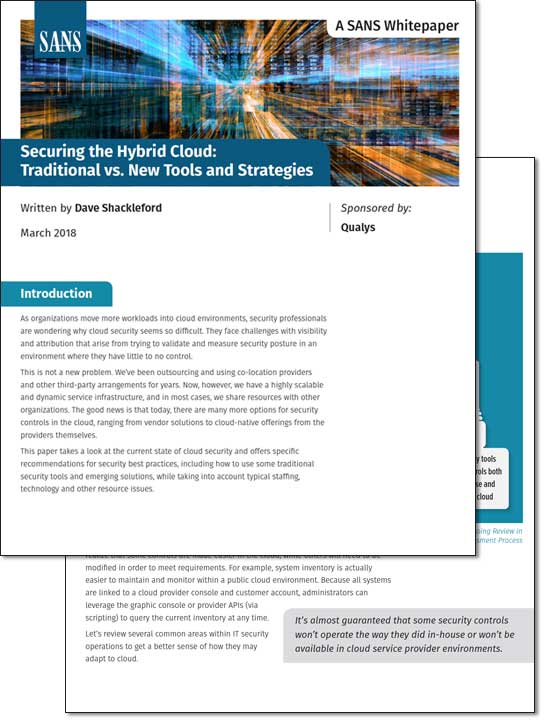 SANS
A SANS Whitepaper
Securing the Hybrid Cloud:
Traditional vs. New Tools and Strategies
Written by Dave Shackleford
March 2018
Sponsored by:
Qualys
Introduction
As organizations move more workloads into cloud environments, security professionals
are wondering why cloud security seems so difficult. They face challenges with visibility
and attribution that arise from trying to validate and measure security posture in an
environment where they have little to no control.
This is not a new problem. We've been outsourcing and using co-location providers
and other third-party arrangements for years. Now, however, we have a highly scalable
and dynamic service infrastructure, and in most cases, we share resources with other
organizations. The good news is that today, there are many more options for security
controls in the cloud, ranging from vendor solutions to cloud-native offerings from the
providers themselves.
This paper takes a look at the current state of cloud security and offers specific
recommendations for security best practices, including how to use some traditional
security tools and emerging solutions, while taking into account typical staffing,
technology and other resource issues.
tools
both
and
cloud
Review in
Process
modified in order to meet requirements. For example, system inventory is actually
easier to maintain and monitor within a public cloud environment. Because all systems
are linked to a cloud provider console and customer account, administrators can
leverage the graphic console or provider APIs (via
scripting) to query the current inventory at any time.
Let's review several common areas within IT security
operations to get a better sense of how they may
adapt to cloud.
It's almost guaranteed that some security controls
won't operate the way they did in-house or won't be
available in cloud service provider environments.